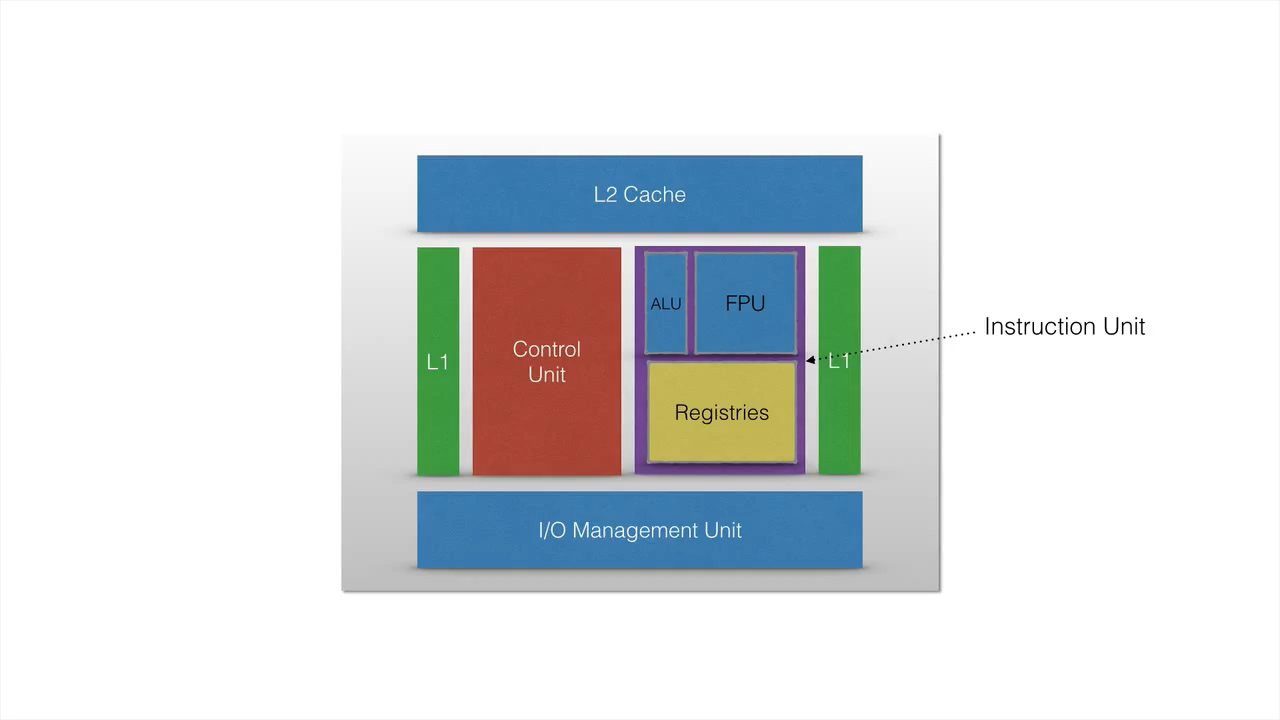 L2 Cache
L1
Control
Unit
ALU
FPU
Registries
L1
Instruction Unit
I/O Management Unit